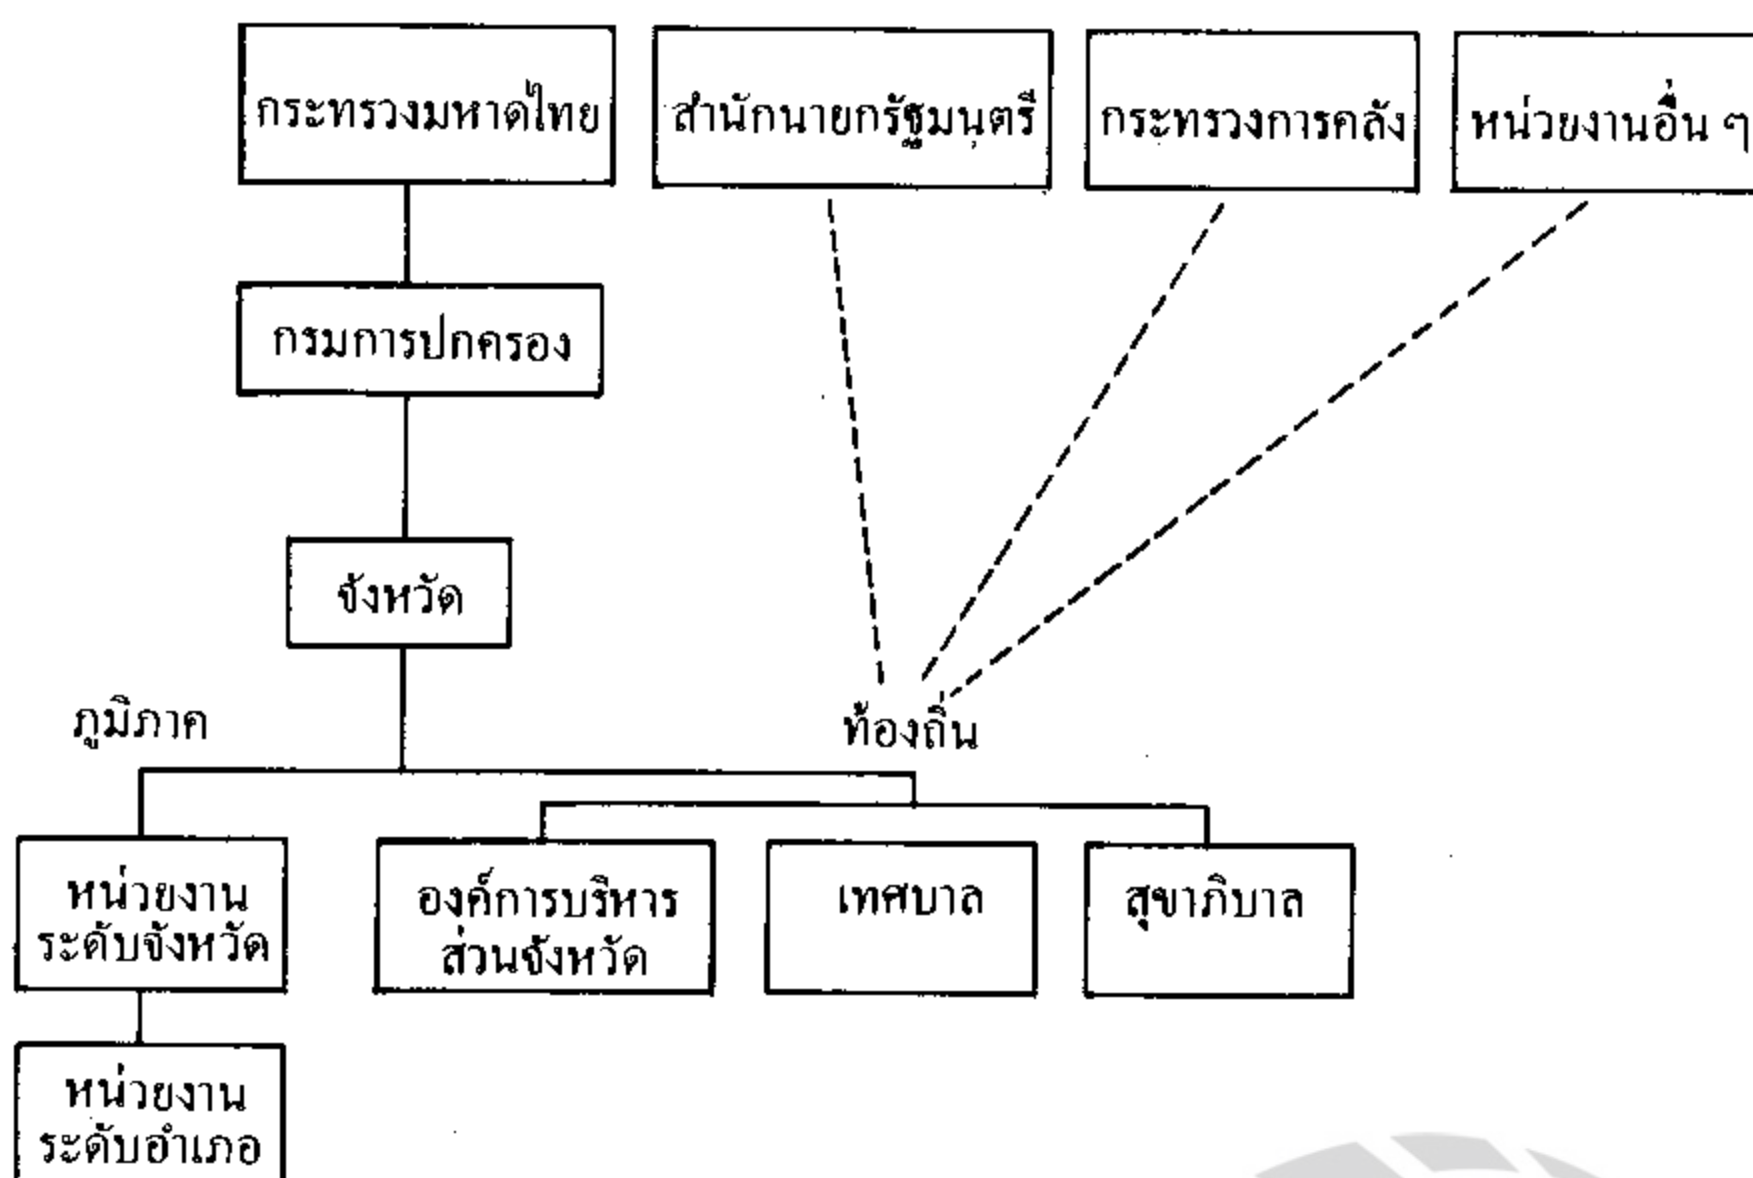 กระทรวงมหาดไทย
สำนักนายกรัฐมนตรี
กระทรวงการคลัง
หน่วยงานอื่น ๆ
กรมการปกครอง
จังหวัด
ภูมิภาค
ท้องถิ่น
หน่วยงาน
ระดับจังหวัด
องค์การบริหาร
ส่วนจังหวัด
เทศบาล
สุขาภิบาล
หน่วยงาน
ระดับอำเภอ